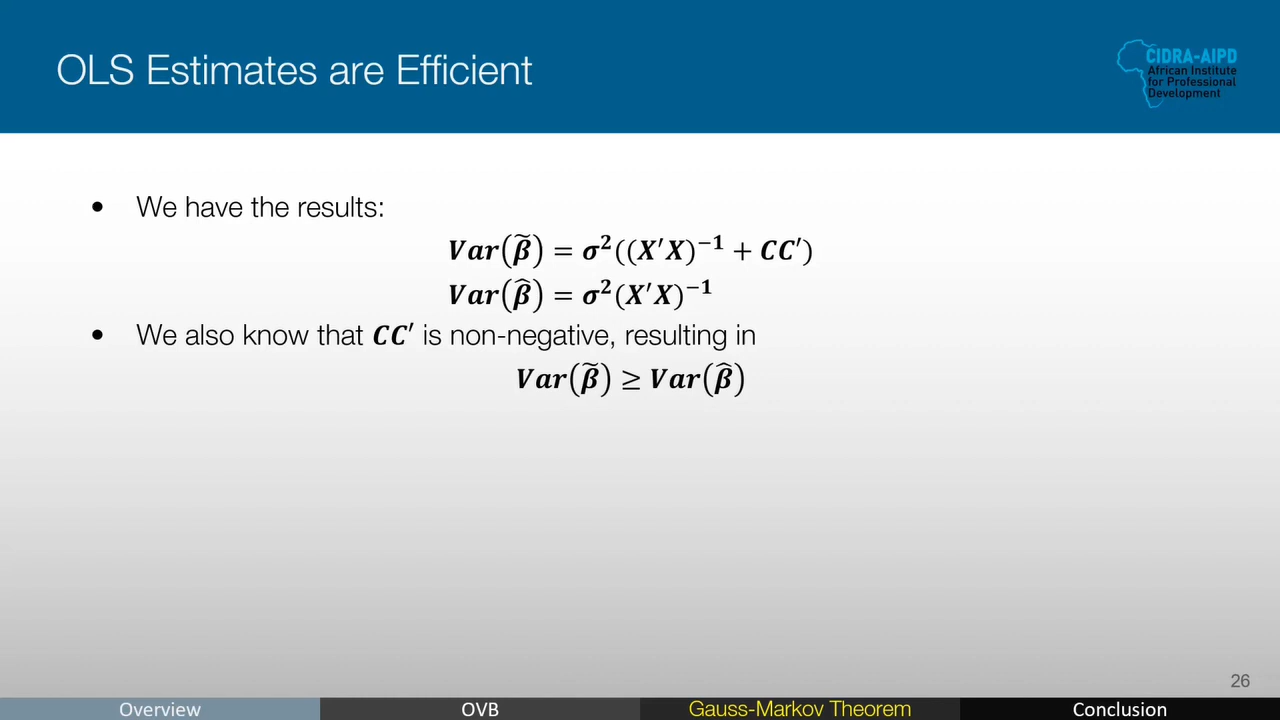 OLS Estimates are Efficient
CIDRA-AIPD
African Institute
for Professional
Development
• We have the results:
Var(β̃) = σ²((X′X)⁻¹ + CC′)
Var(β̂) = σ²(X′X)⁻¹
• We also know that CC′ is non-negative, resulting in
Var(β̃) ≥ Var(β̂)
26
Overview OVB Gauss-Markov Theorem Conclusion